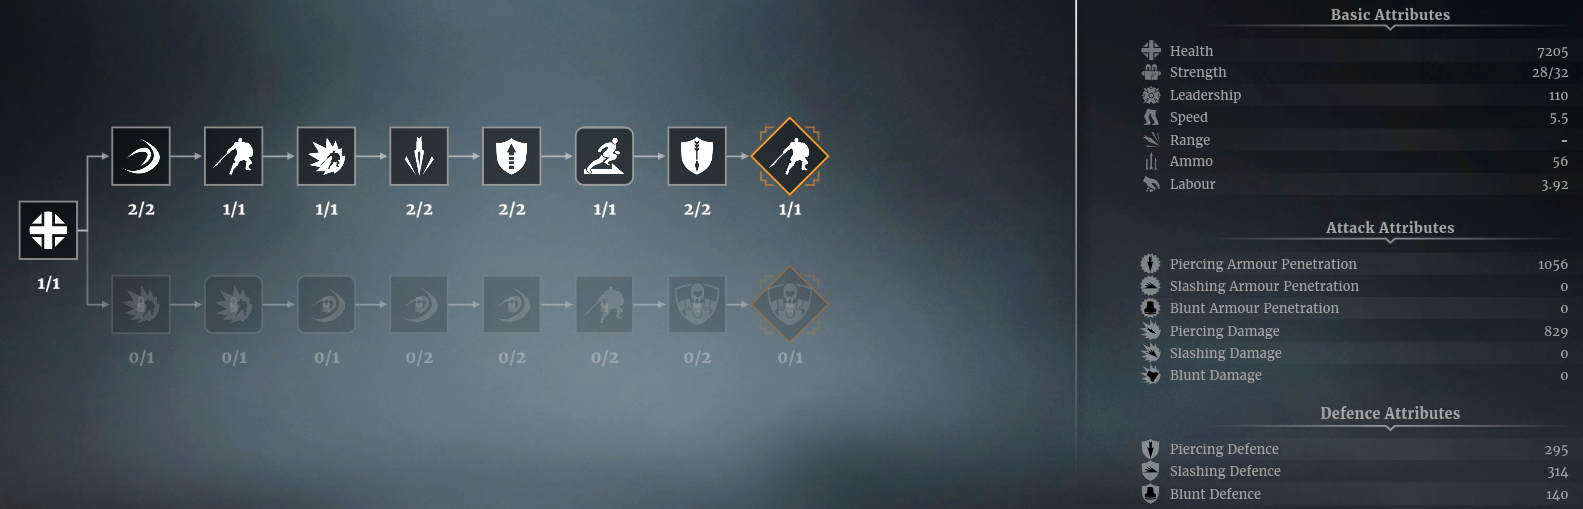 Basic Attributes
Health 7205
Strength 28/32
Leadership 110
Speed 5.5
Range -
Ammo 56
Labour 3.92
Attack Attributes
Piercing Armour Penetration 1056
Slashing Armour Penetration 0
Blunt Armour Penetration 0
Piercing Damage 829
Slashing Damage 0
Blunt Damage 0
Defence Attributes
Piercing Defence 295
Slashing Defence 314
Blunt Defence 140
2/2 1/1 1/1 2/2 2/2 1/1 2/2 1/1
1/1
0/1 0/1 0/1 0/2 0/2 0/2 0/2 0/1